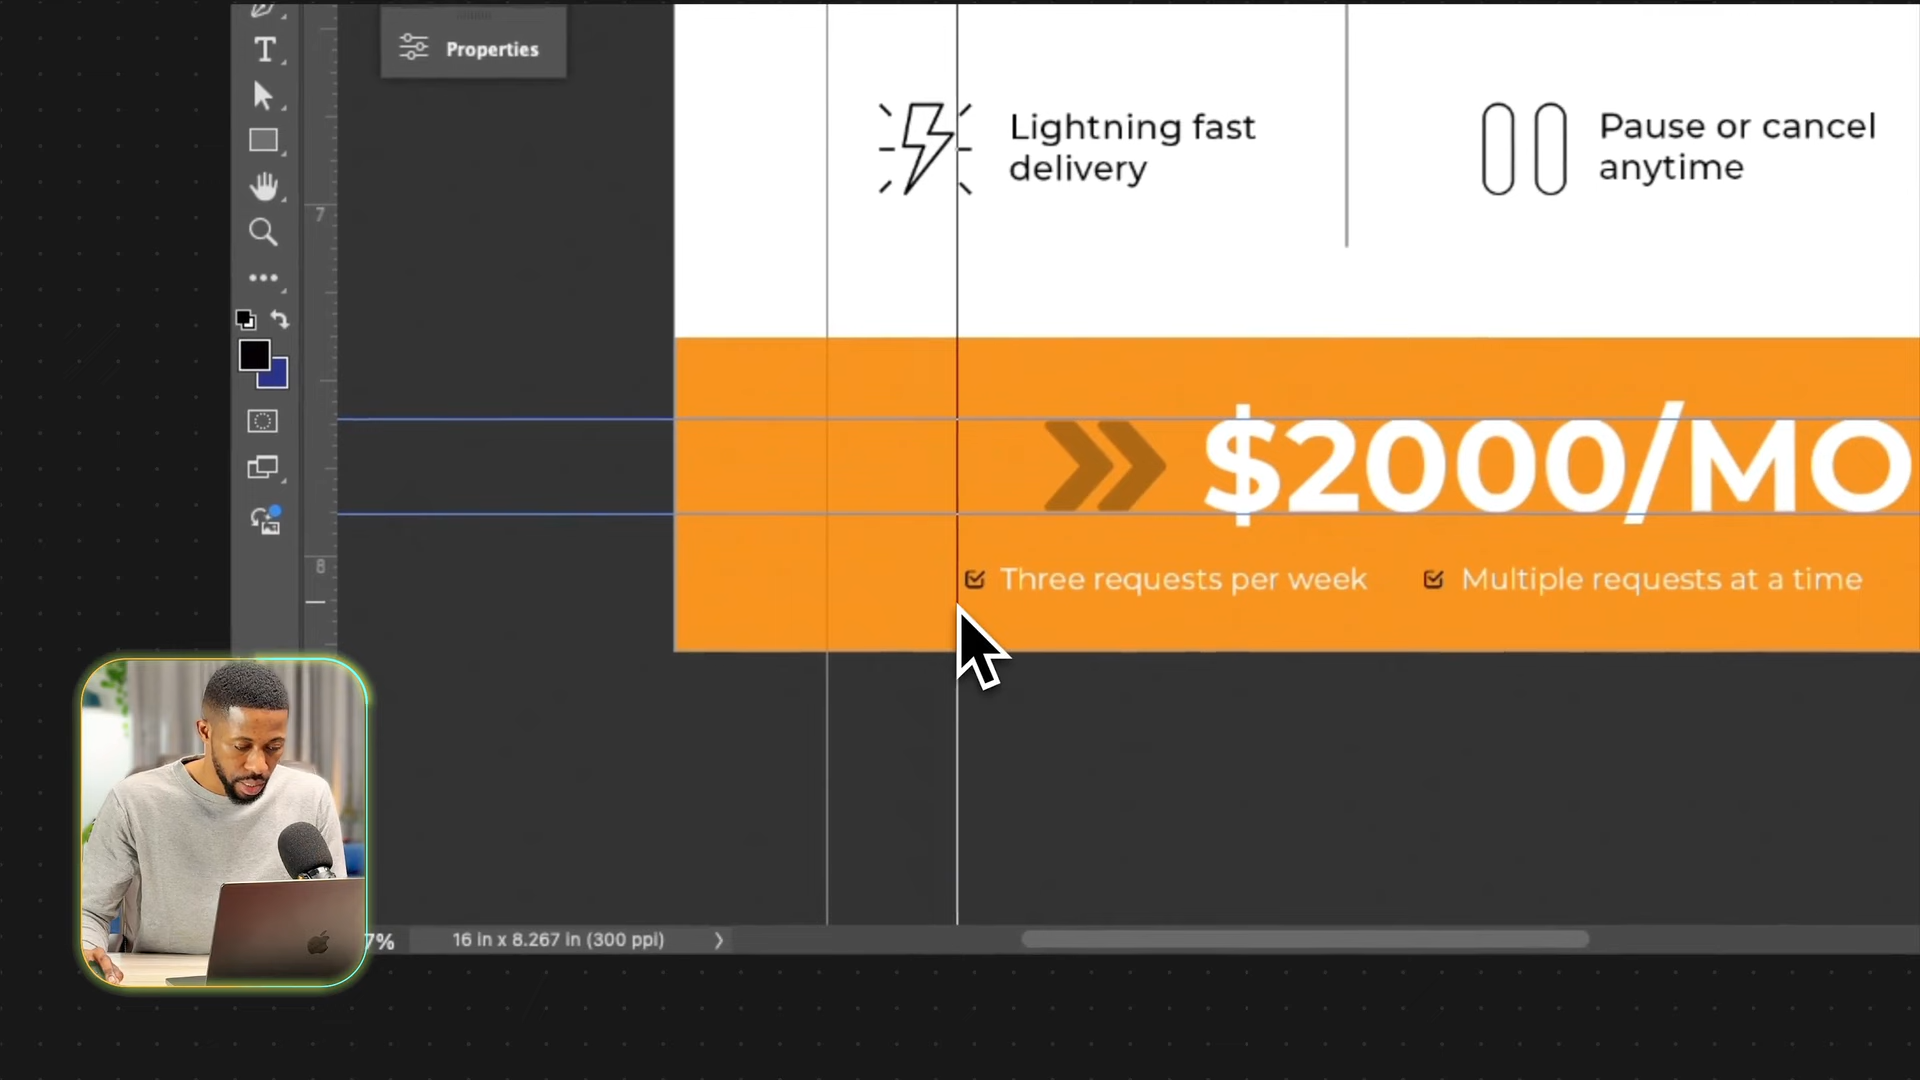 Properties
Lightning fast
delivery
Pause or cancel
anytime
7
$2000/MO
8
Three requests per week
Multiple requests at a time
7%
16 in x 8.267 in (300 ppi)